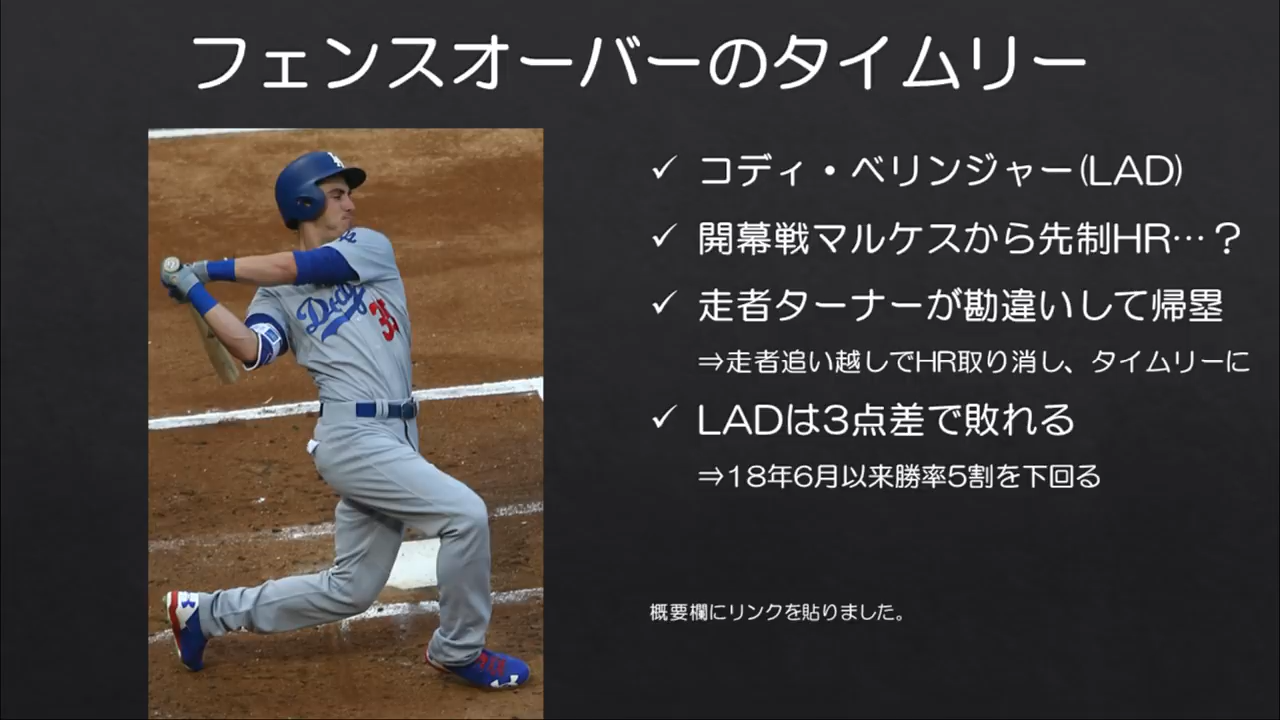 フェンスオーバーのタイムリー
✓ コディ・ベリンジャー(LAD)
✓ 開幕戦マルケスから先制HR…？
✓ 走者ターナーが勘違いして帰塁
⇒走者追い越しでHR取り消し、タイムリーに
✓ LADは3点差で敗れる
⇒18年6月以来勝率5割を下回る
概要欄にリンクを貼りました。
LA
Dodg
35